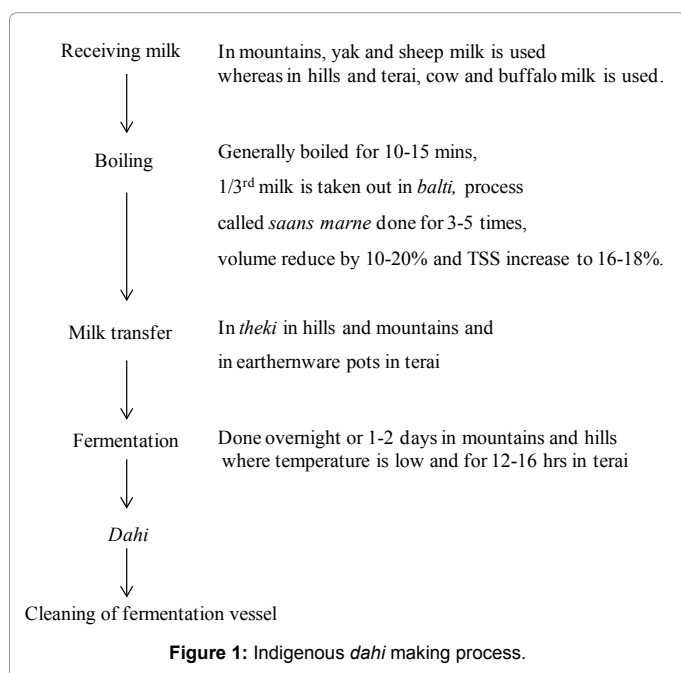 Receiving milk
In mountains, yak and sheep milk is used
whereas in hills and terai, cow and buffalo milk is used.
Boiling
Generally boiled for 10-15 mins,
1/3rd milk is taken out in balti, process
called saans marne done for 3-5 times,
volume reduce by 10-20% and TSS increase to 16-18%.
Milk transfer
In theki in hills and mountains and
in earthernware pots in terai
Fermentation
Done overnight or 1-2 days in mountains and hills
where temperature is low and for 12-16 hrs in terai
Dahi
Cleaning of fermentation vessel
Figure 1: Indigenous dahi making process.